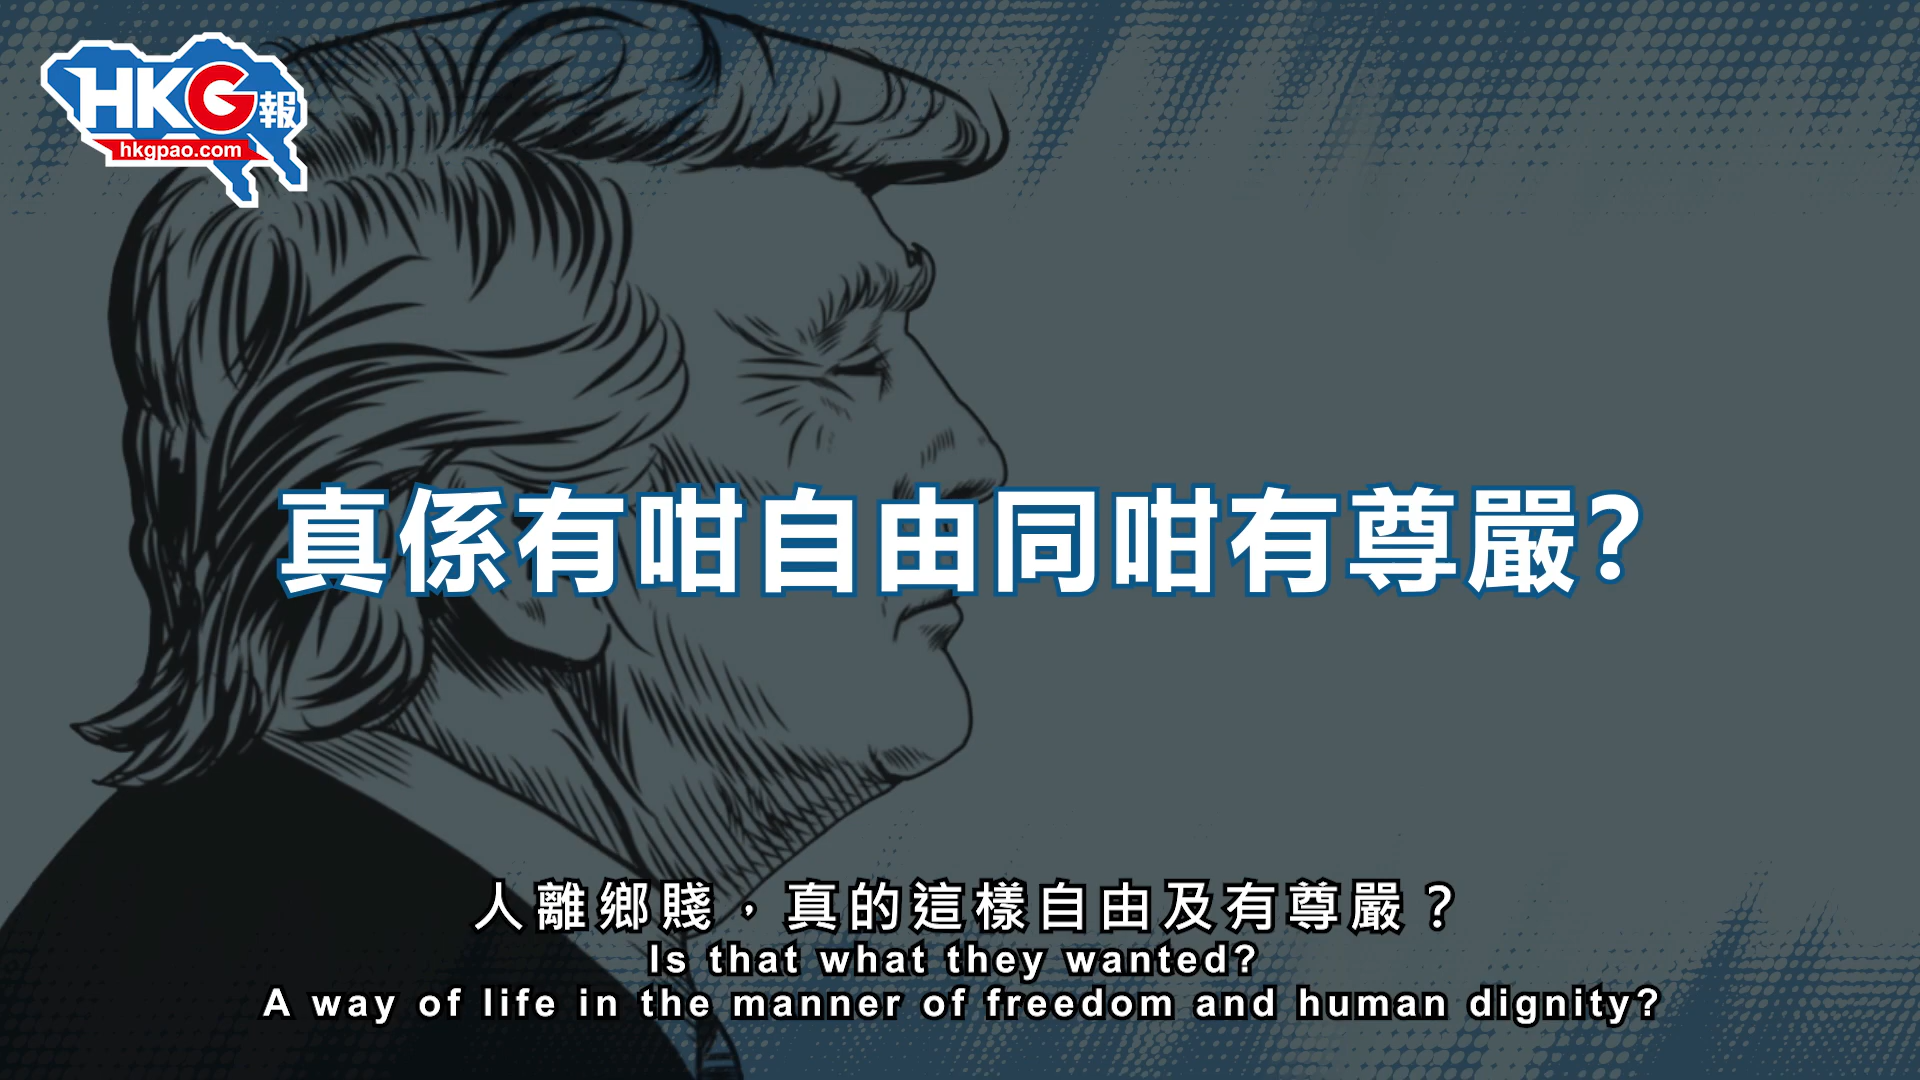 HKG報
hkgpao.com
真係有咁自由同咁有尊嚴？
人離鄉賤，真的這樣自由及有尊嚴？
Is that what they wanted?
A way of life in the manner of freedom and human dignity?